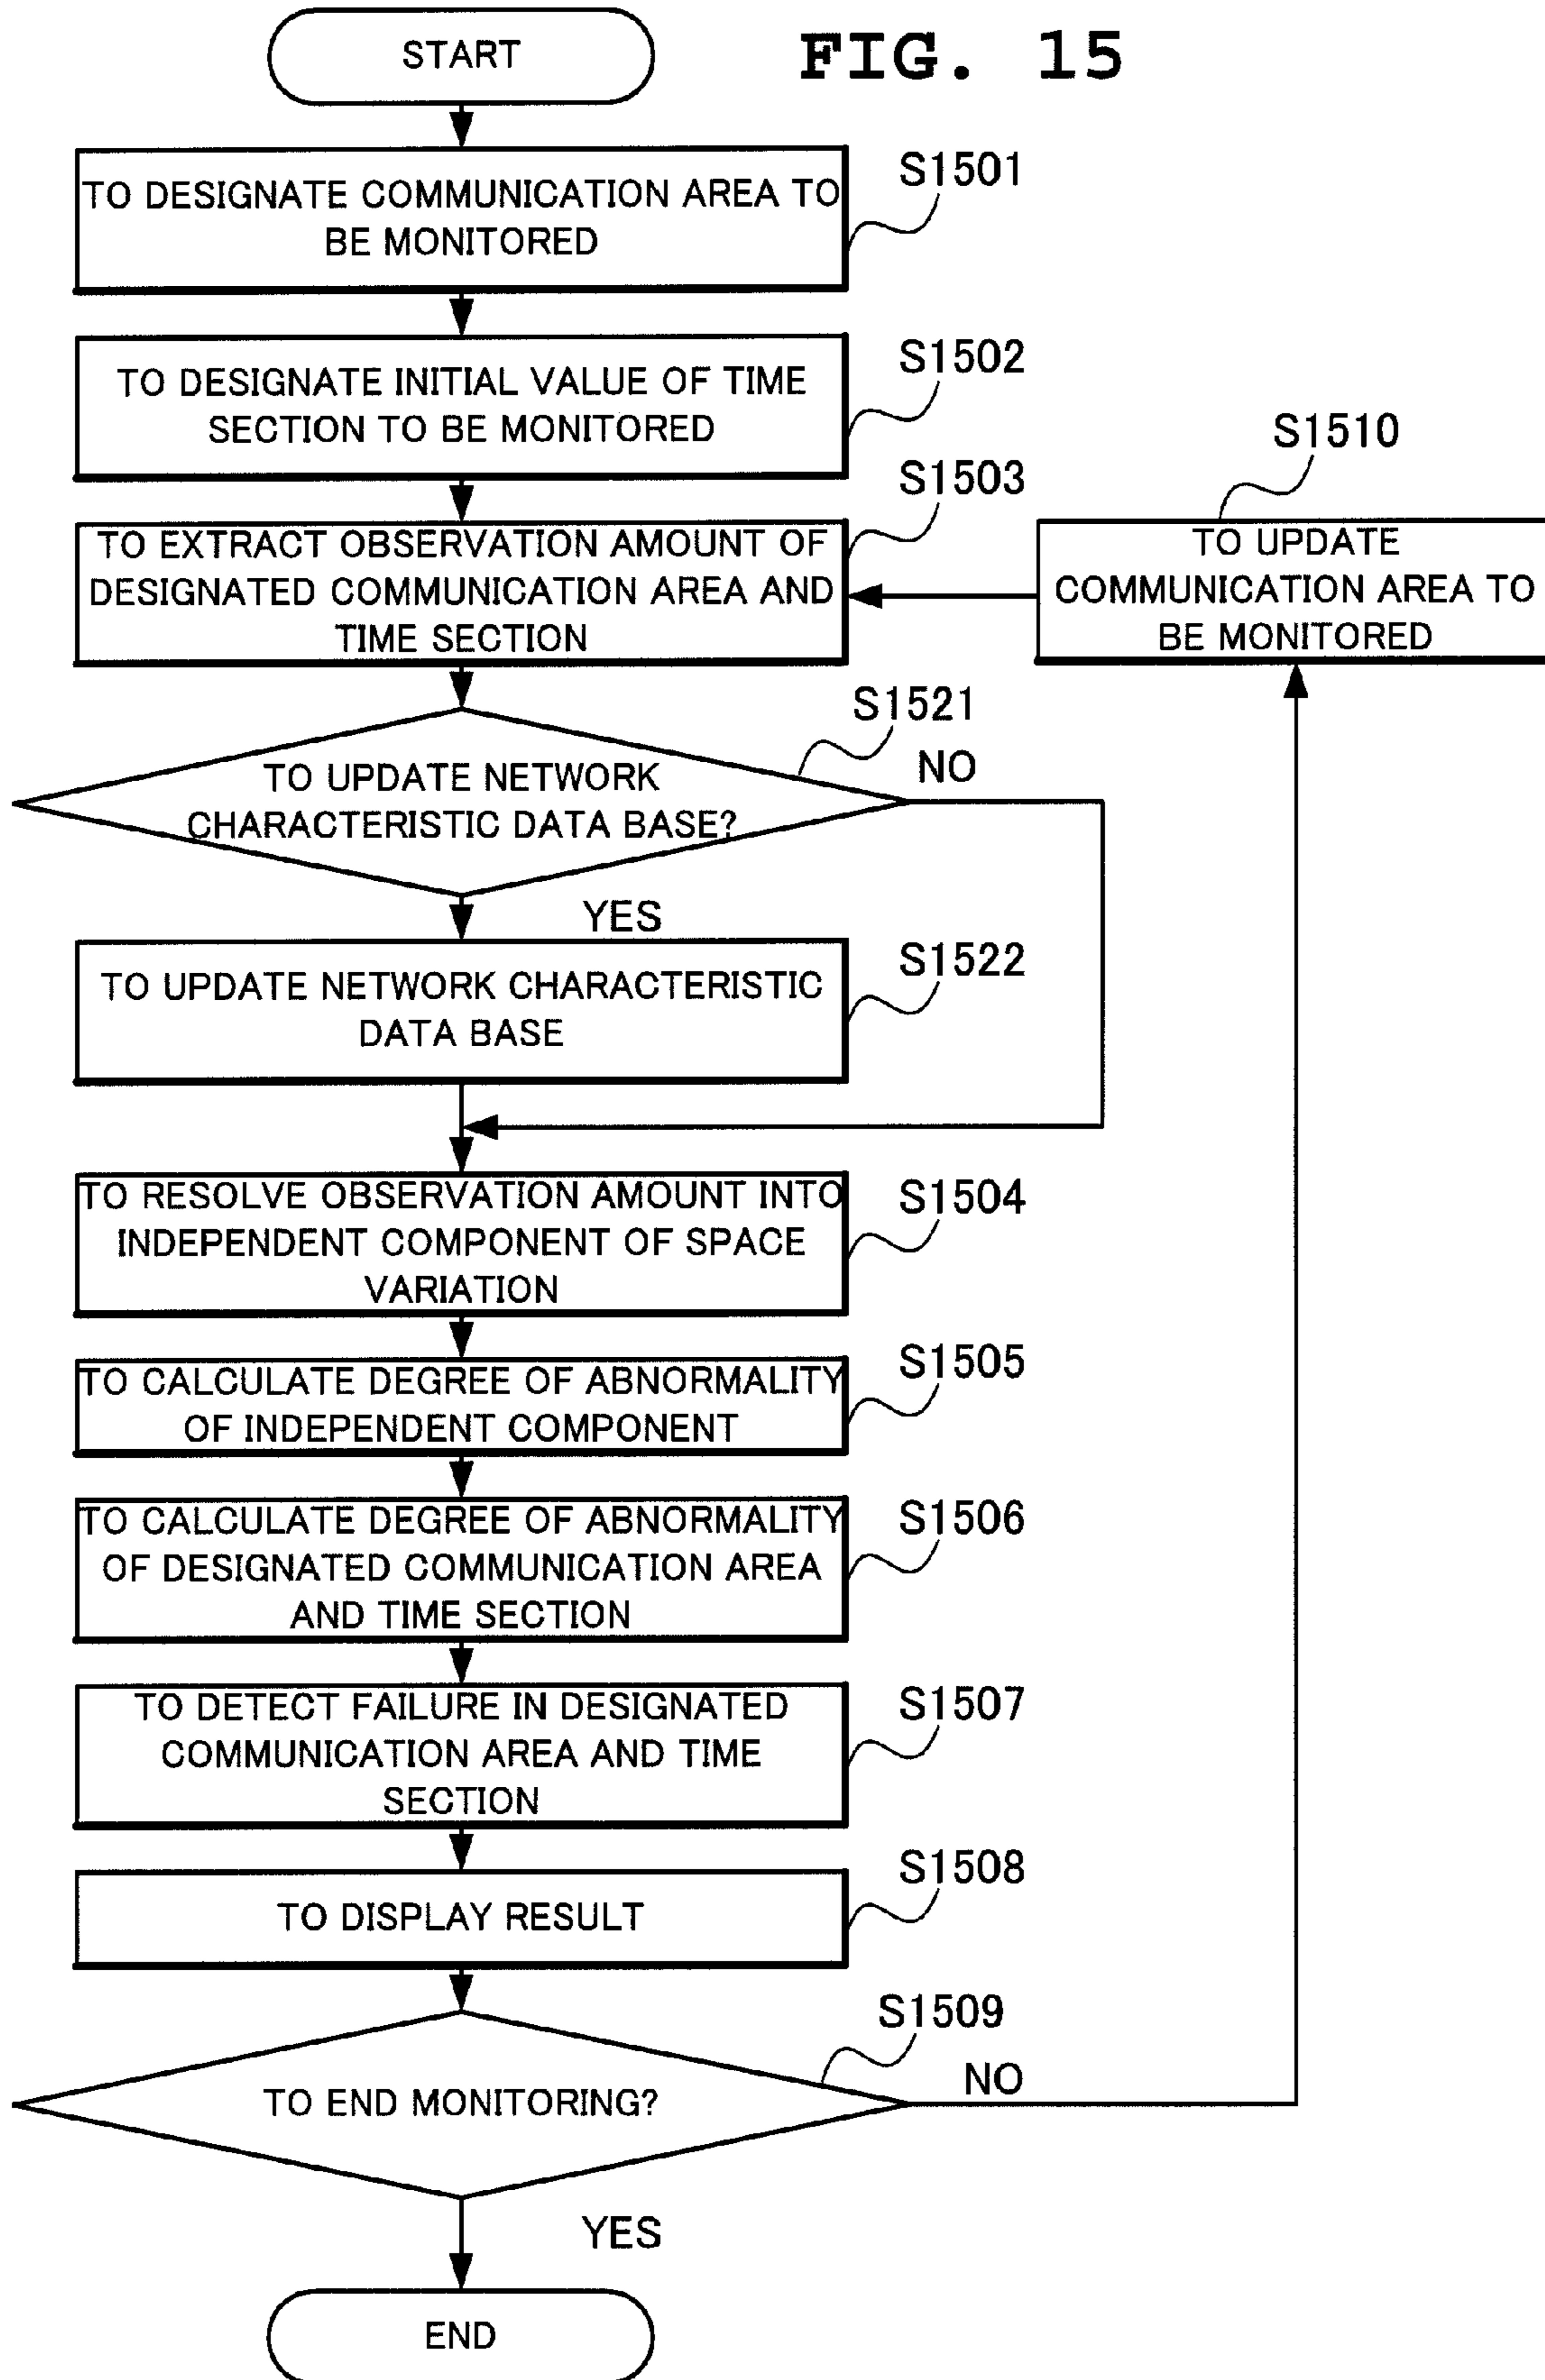 START
FIG. 15
TO DESIGNATE COMMUNICATION AREA TO
BE MONITORED
S1501
TO DESIGNATE INITIAL VALUE OF TIME
SECTION TO BE MONITORED
S1502
TO EXTRACT OBSERVATION AMOUNT OF
DESIGNATED COMMUNICATION AREA AND
TIME SECTION
S1503
S1510
TO UPDATE
COMMUNICATION AREA TO
BE MONITORED
S1521
TO UPDATE NETWORK
CHARACTERISTIC DATA BASE?
NO
YES
TO UPDATE NETWORK CHARACTERISTIC
DATA BASE
S1522
TO RESOLVE OBSERVATION AMOUNT INTO
INDEPENDENT COMPONENT OF SPACE
VARIATION
S1504
TO CALCULATE DEGREE OF ABNORMALITY
OF INDEPENDENT COMPONENT
S1505
TO CALCULATE DEGREE OF ABNORMALITY
OF DESIGNATED COMMUNICATION AREA
AND TIME SECTION
S1506
TO DETECT FAILURE IN DESIGNATED
COMMUNICATION AREA AND TIME
SECTION
S1507
TO DISPLAY RESULT
S1508
S1509
TO END MONITORING?
NO
YES
END